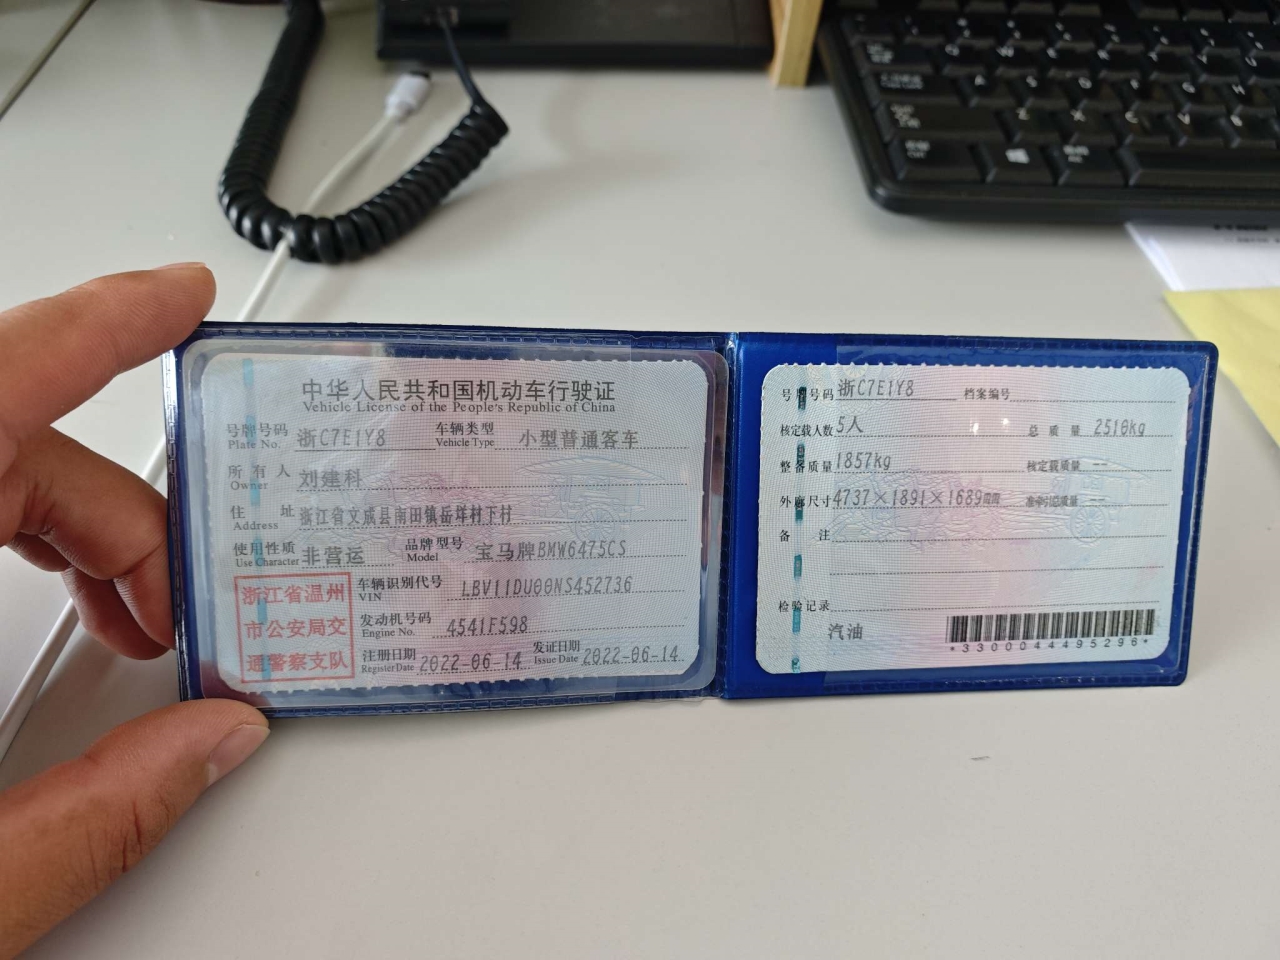 中华人民共和国机动车行驶证
Vehicle License of the People's Republic of China
号牌号码 浙C7E1Y8 车辆类型 小型普通客车
Plate No. Vehicle Type
所有人 刘建科
Owner
住址 浙江省文成县南田镇岳垟村下村
Address
使用性质 非营运 品牌型号 宝马牌BMW6475CS
Use Character Model
浙江省温州
市公安局交
通警察支队
车辆识别代号 LBV11DU00NS452736
VIN
发动机号码 4541F598
Engine No.
注册日期 2022-06-14 发证日期 2022-06-14
Register Date Issue Date
号牌号码 浙C7E1Y8 档案编号
核定载人数 5人 总质量 2510kg
整备质量 1857kg 核定载质量 --
外廓尺寸 4737×1891×1689mm 准牵引总质量 --
备注
检验记录
汽油
*3300044495296*